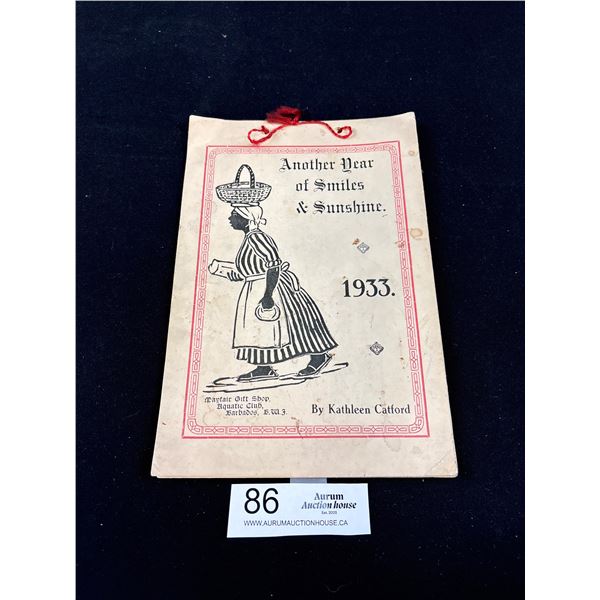 Another Year
of Smiles
& Sunshine.
1933.
Mayfair Gift Shop,
Aquatic Club,
Barbados, B.W.I.
By Kathleen Catford
86
Aurum
Auction house
Est. 2003
WWW.AURUMAUCTIONHOUSE.CA